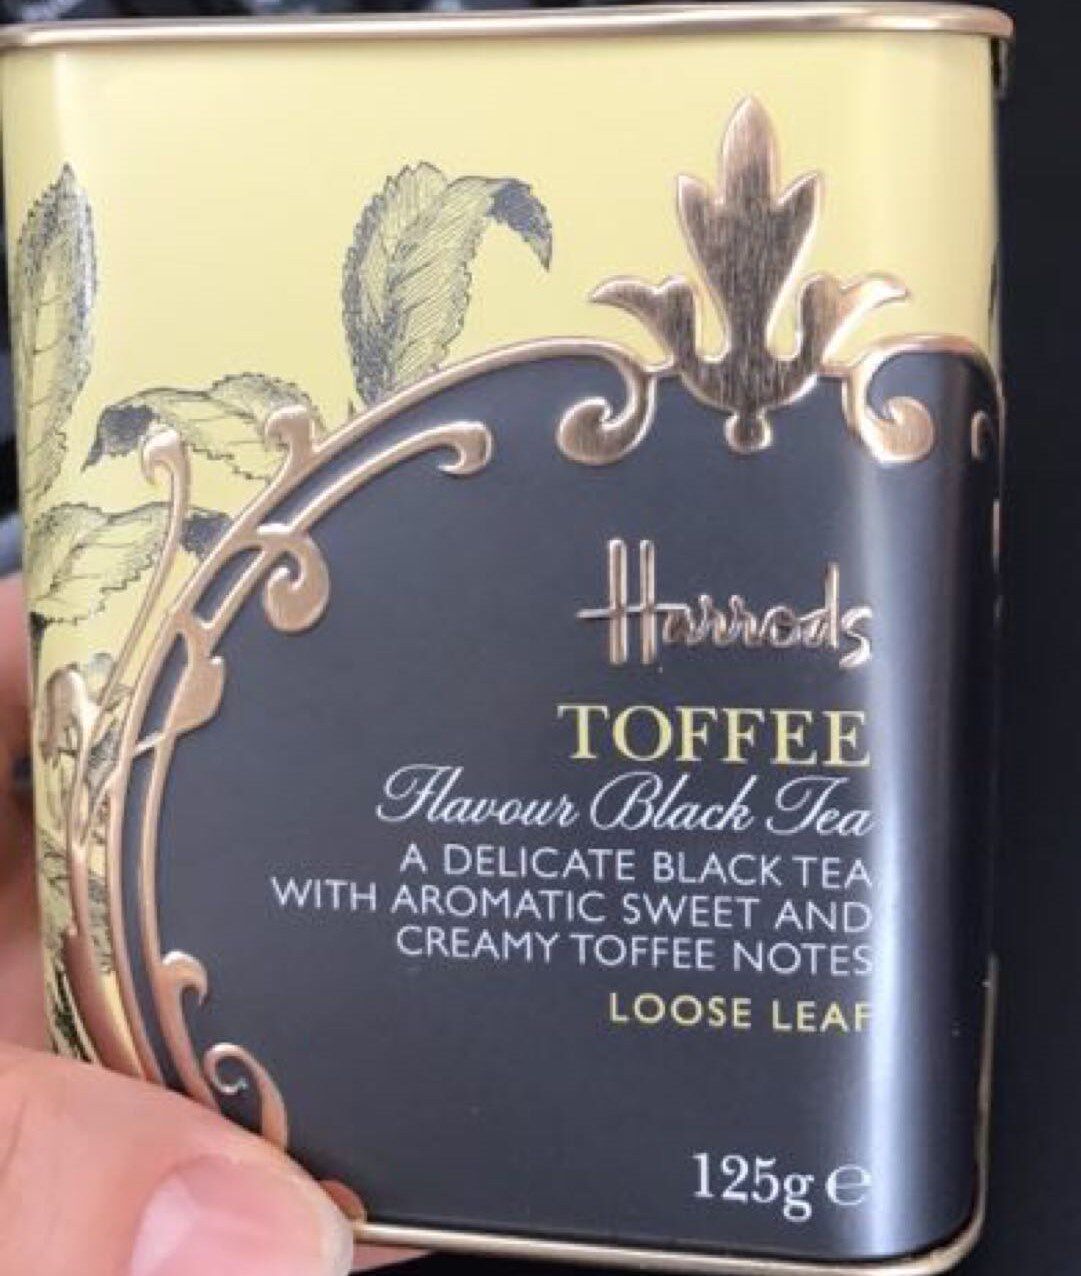 Harrods
TOFFEE
Flavour Black Tea
A DELICATE BLACK TEA
WITH AROMATIC SWEET AND
CREAMY TOFFEE NOTES
LOOSE LEAF
125g ℮